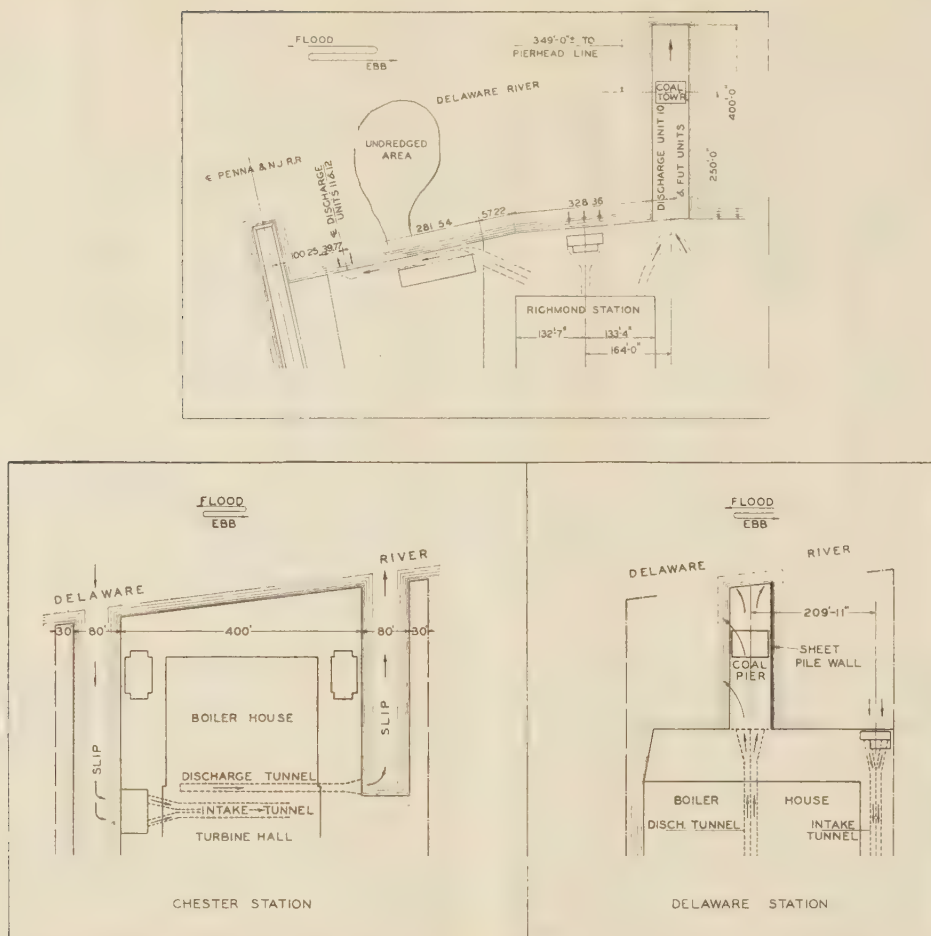 FLOOD
EBB
349'-0"± TO
PIERHEAD LINE
DELAWARE RIVER
UNDREDGED
AREA
COAL
TOWR
DISCHARGE UNIT 10
& FUT UNITS
400'-0"
250'-0"
℄ PENNA & N.J. R.R
℄ DISCHARGE
UNITS 11 & 12
100 25
39.77
281 54
57 22
328 36
RICHMOND STATION
132'-7"
133'-4"
164'-0"
FLOOD
EBB
DELAWARE
RIVER
30'
80'
400'
80'
30'
SLIP
SLIP
BOILER HOUSE
DISCHARGE TUNNEL
INTAKE TUNNEL
TURBINE HALL
CHESTER STATION
FLOOD
EBB
DELAWARE
RIVER
209'-11"
COAL
PIER
SHEET
PILE WALL
BOILER HOUSE
DISCH. TUNNEL
INTAKE
TUNNEL
DELAWARE STATION